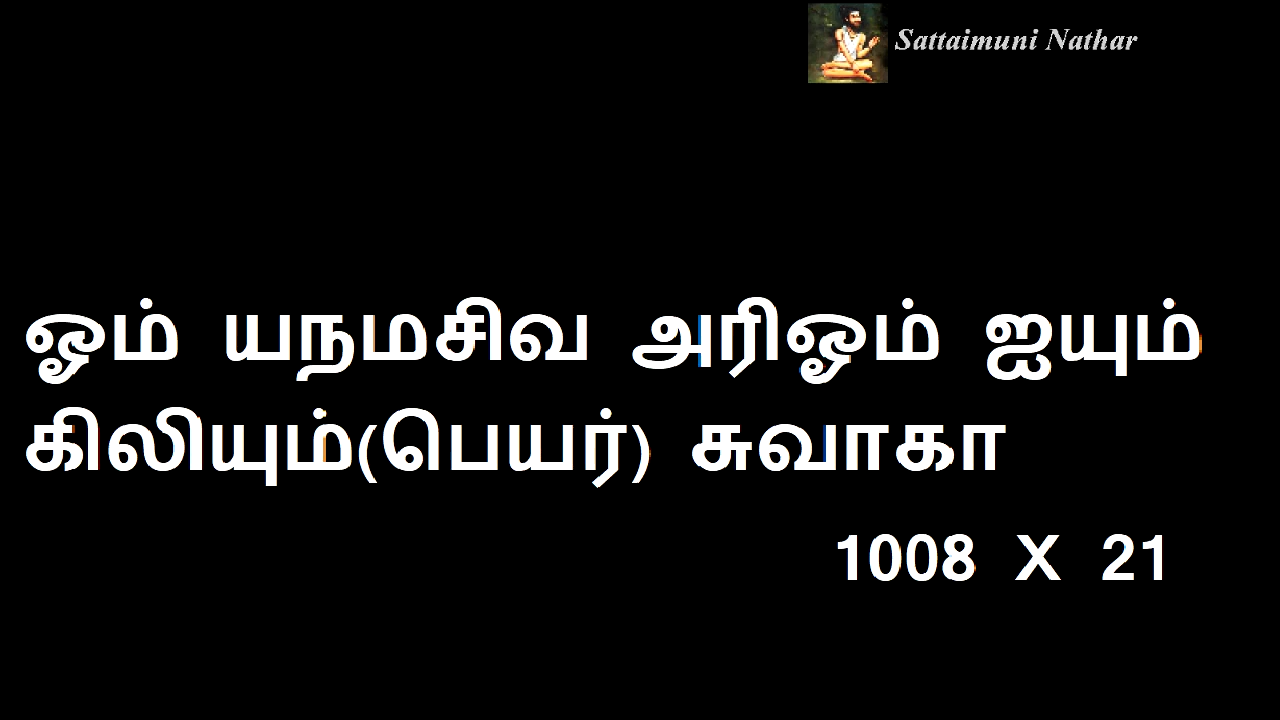 Sattaimuni Nathar
ஓம் யநமசிவ அரிஓம் ஐயும்
கிலியும்(பெயர்) சுவாகா
1008 X 21